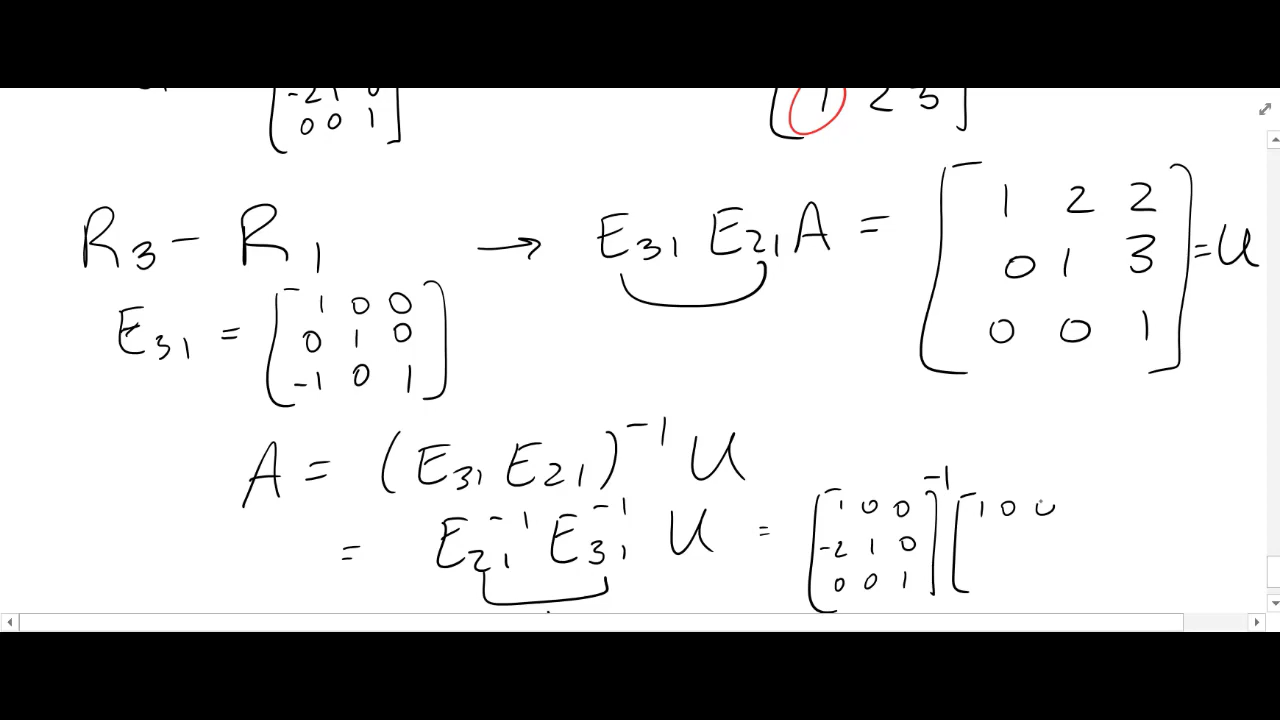 -2 1 0
0 0 1
1 2 3
R₃ - R₁ → E₃₁ E₂₁ A = [1 2 2
0 1 3
0 0 1] = U
E₃₁ = [1 0 0
0 1 0
-1 0 1]
A = (E₃₁ E₂₁)⁻¹ U
= E₂₁⁻¹ E₃₁⁻¹ U = [1 0 0
-2 1 0
0 0 1]⁻¹ [1 0 0